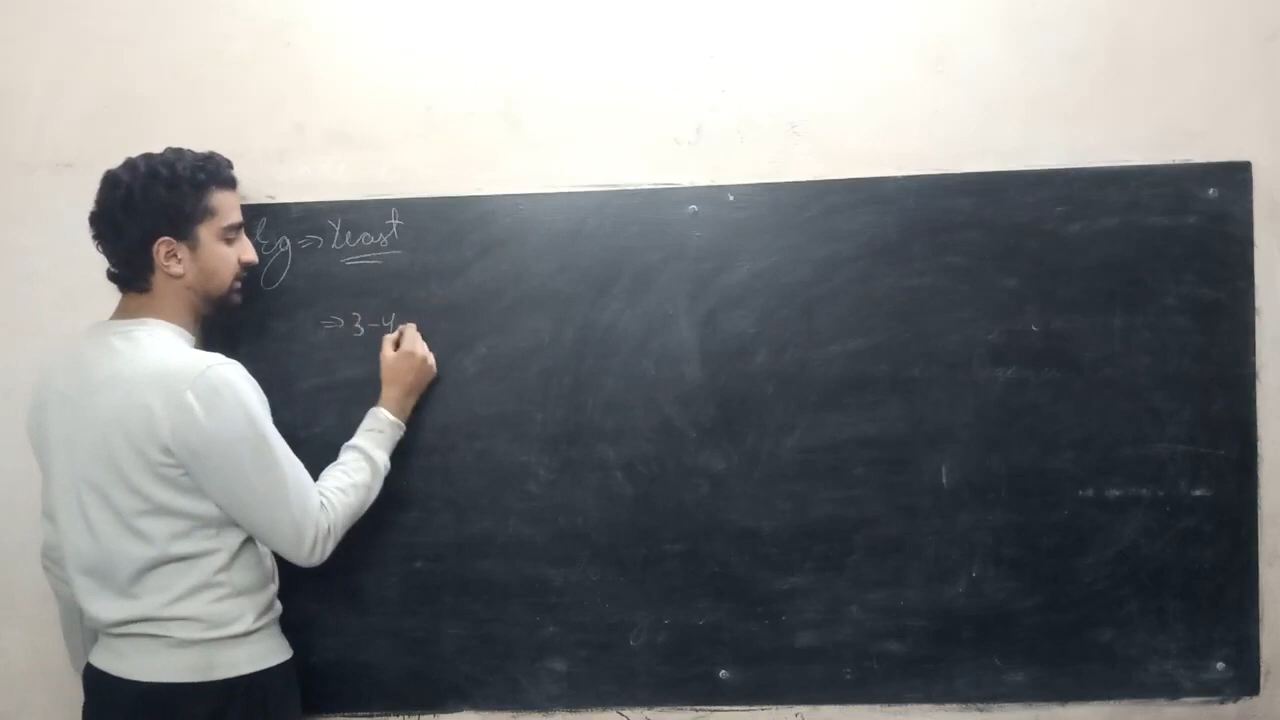 Eg ⇒ Yeast
⇒ 3-4